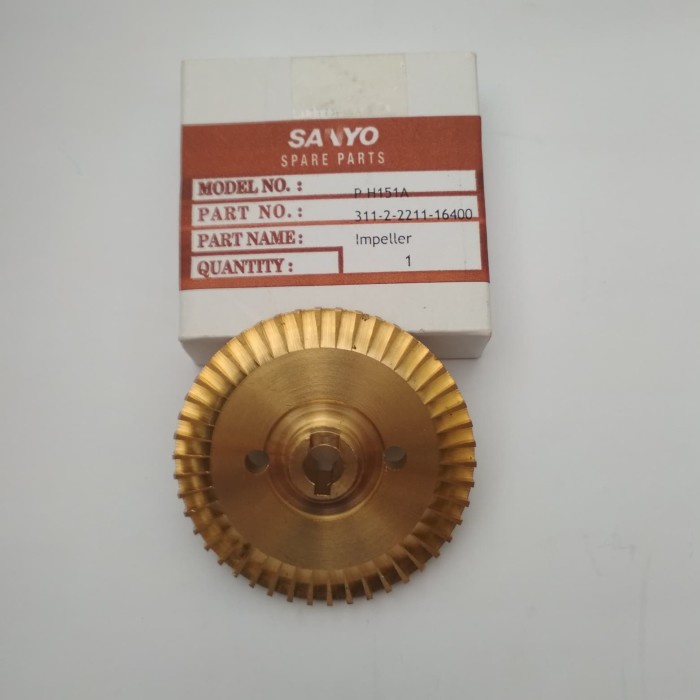 SANYO
SPARE PARTS
MODEL NO. : P H151A
PART NO. : 311-2-2211-16400
PART NAME : Impeller
QUANTITY : 1